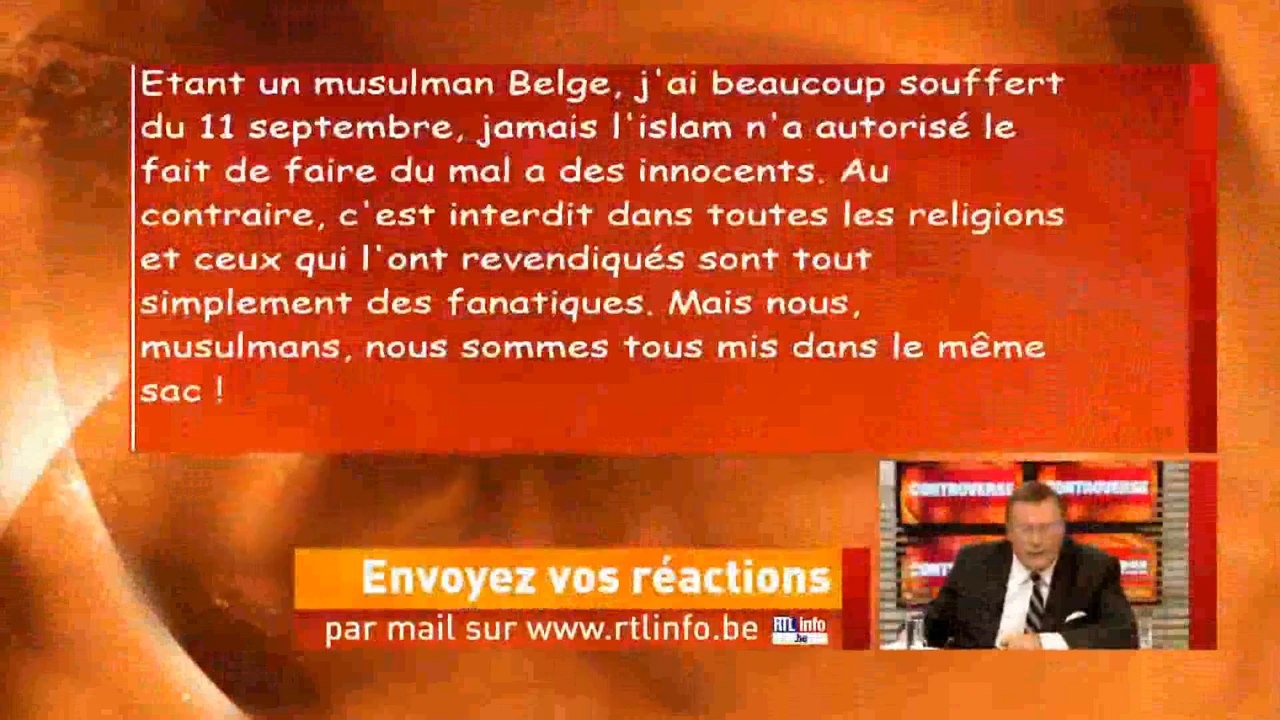 Etant un musulman Belge, j'ai beaucoup souffert
du 11 septembre, jamais l'islam n'a autorisé le
fait de faire du mal a des innocents. Au
contraire, c'est interdit dans toutes les religions
et ceux qui l'ont revendiqués sont tout
simplement des fanatiques. Mais nous,
musulmans, nous sommes tous mis dans le même
sac !
CONTROVERSE CONTROVERSE
Envoyez vos réactions
par mail sur www.rtlinfo.be RTL info .be